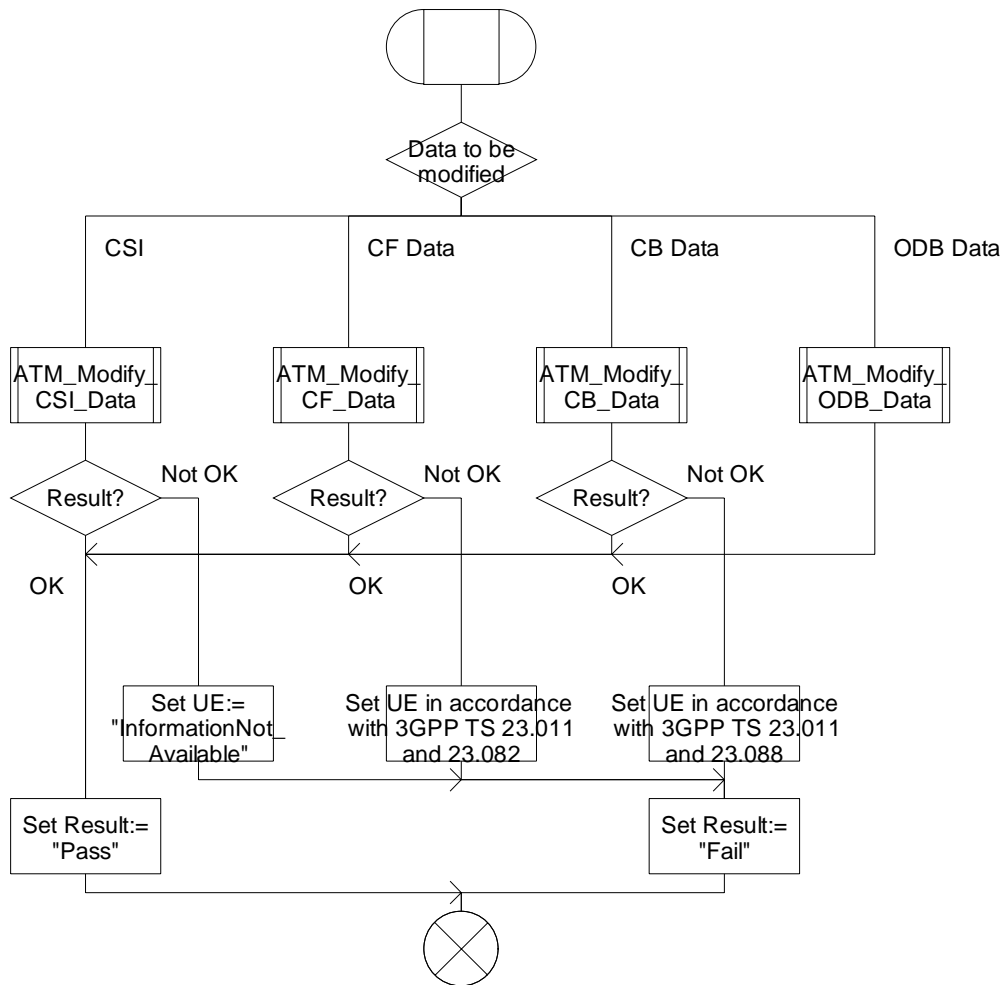 Data to be
modified
CSI
CF Data
CB Data
ODB Data
ATM_Modify_
CSI_Data
ATM_Modify_
CF_Data
ATM_Modify_
CB_Data
ATM_Modify_
ODB_Data
Result?
Not OK
Result?
Not OK
Result?
Not OK
OK
OK
OK
Set UE:=
"InformationNot_
Available"
Set UE in accordance
with 3GPP TS 23.011
and 23.082
Set UE in accordance
with 3GPP TS 23.011
and 23.088
Set Result:=
"Pass"
Set Result:=
"Fail"